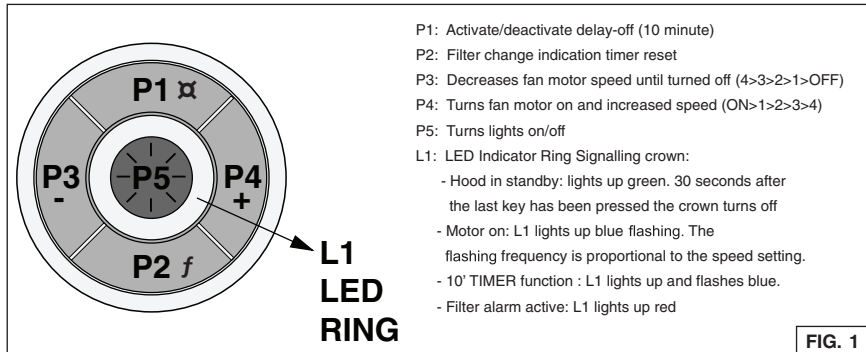 P1 ¤
P3
-
P5
P4
+
P2 ƒ
L1
LED
RING
P1: Activate/deactivate delay-off (10 minute)
P2: Filter change indication timer reset
P3: Decreases fan motor speed until turned off (4>3>2>1>OFF)
P4: Turns fan motor on and increased speed (ON>1>2>3>4)
P5: Turns lights on/off
L1: LED Indicator Ring Signalling crown:
- Hood in standby: lights up green. 30 seconds after
the last key has been pressed the crown turns off
- Motor on: L1 lights up blue flashing. The
flashing frequency is proportional to the speed setting.
- 10’ TIMER function : L1 lights up and flashes blue.
- Filter alarm active: L1 lights up red
FIG. 1